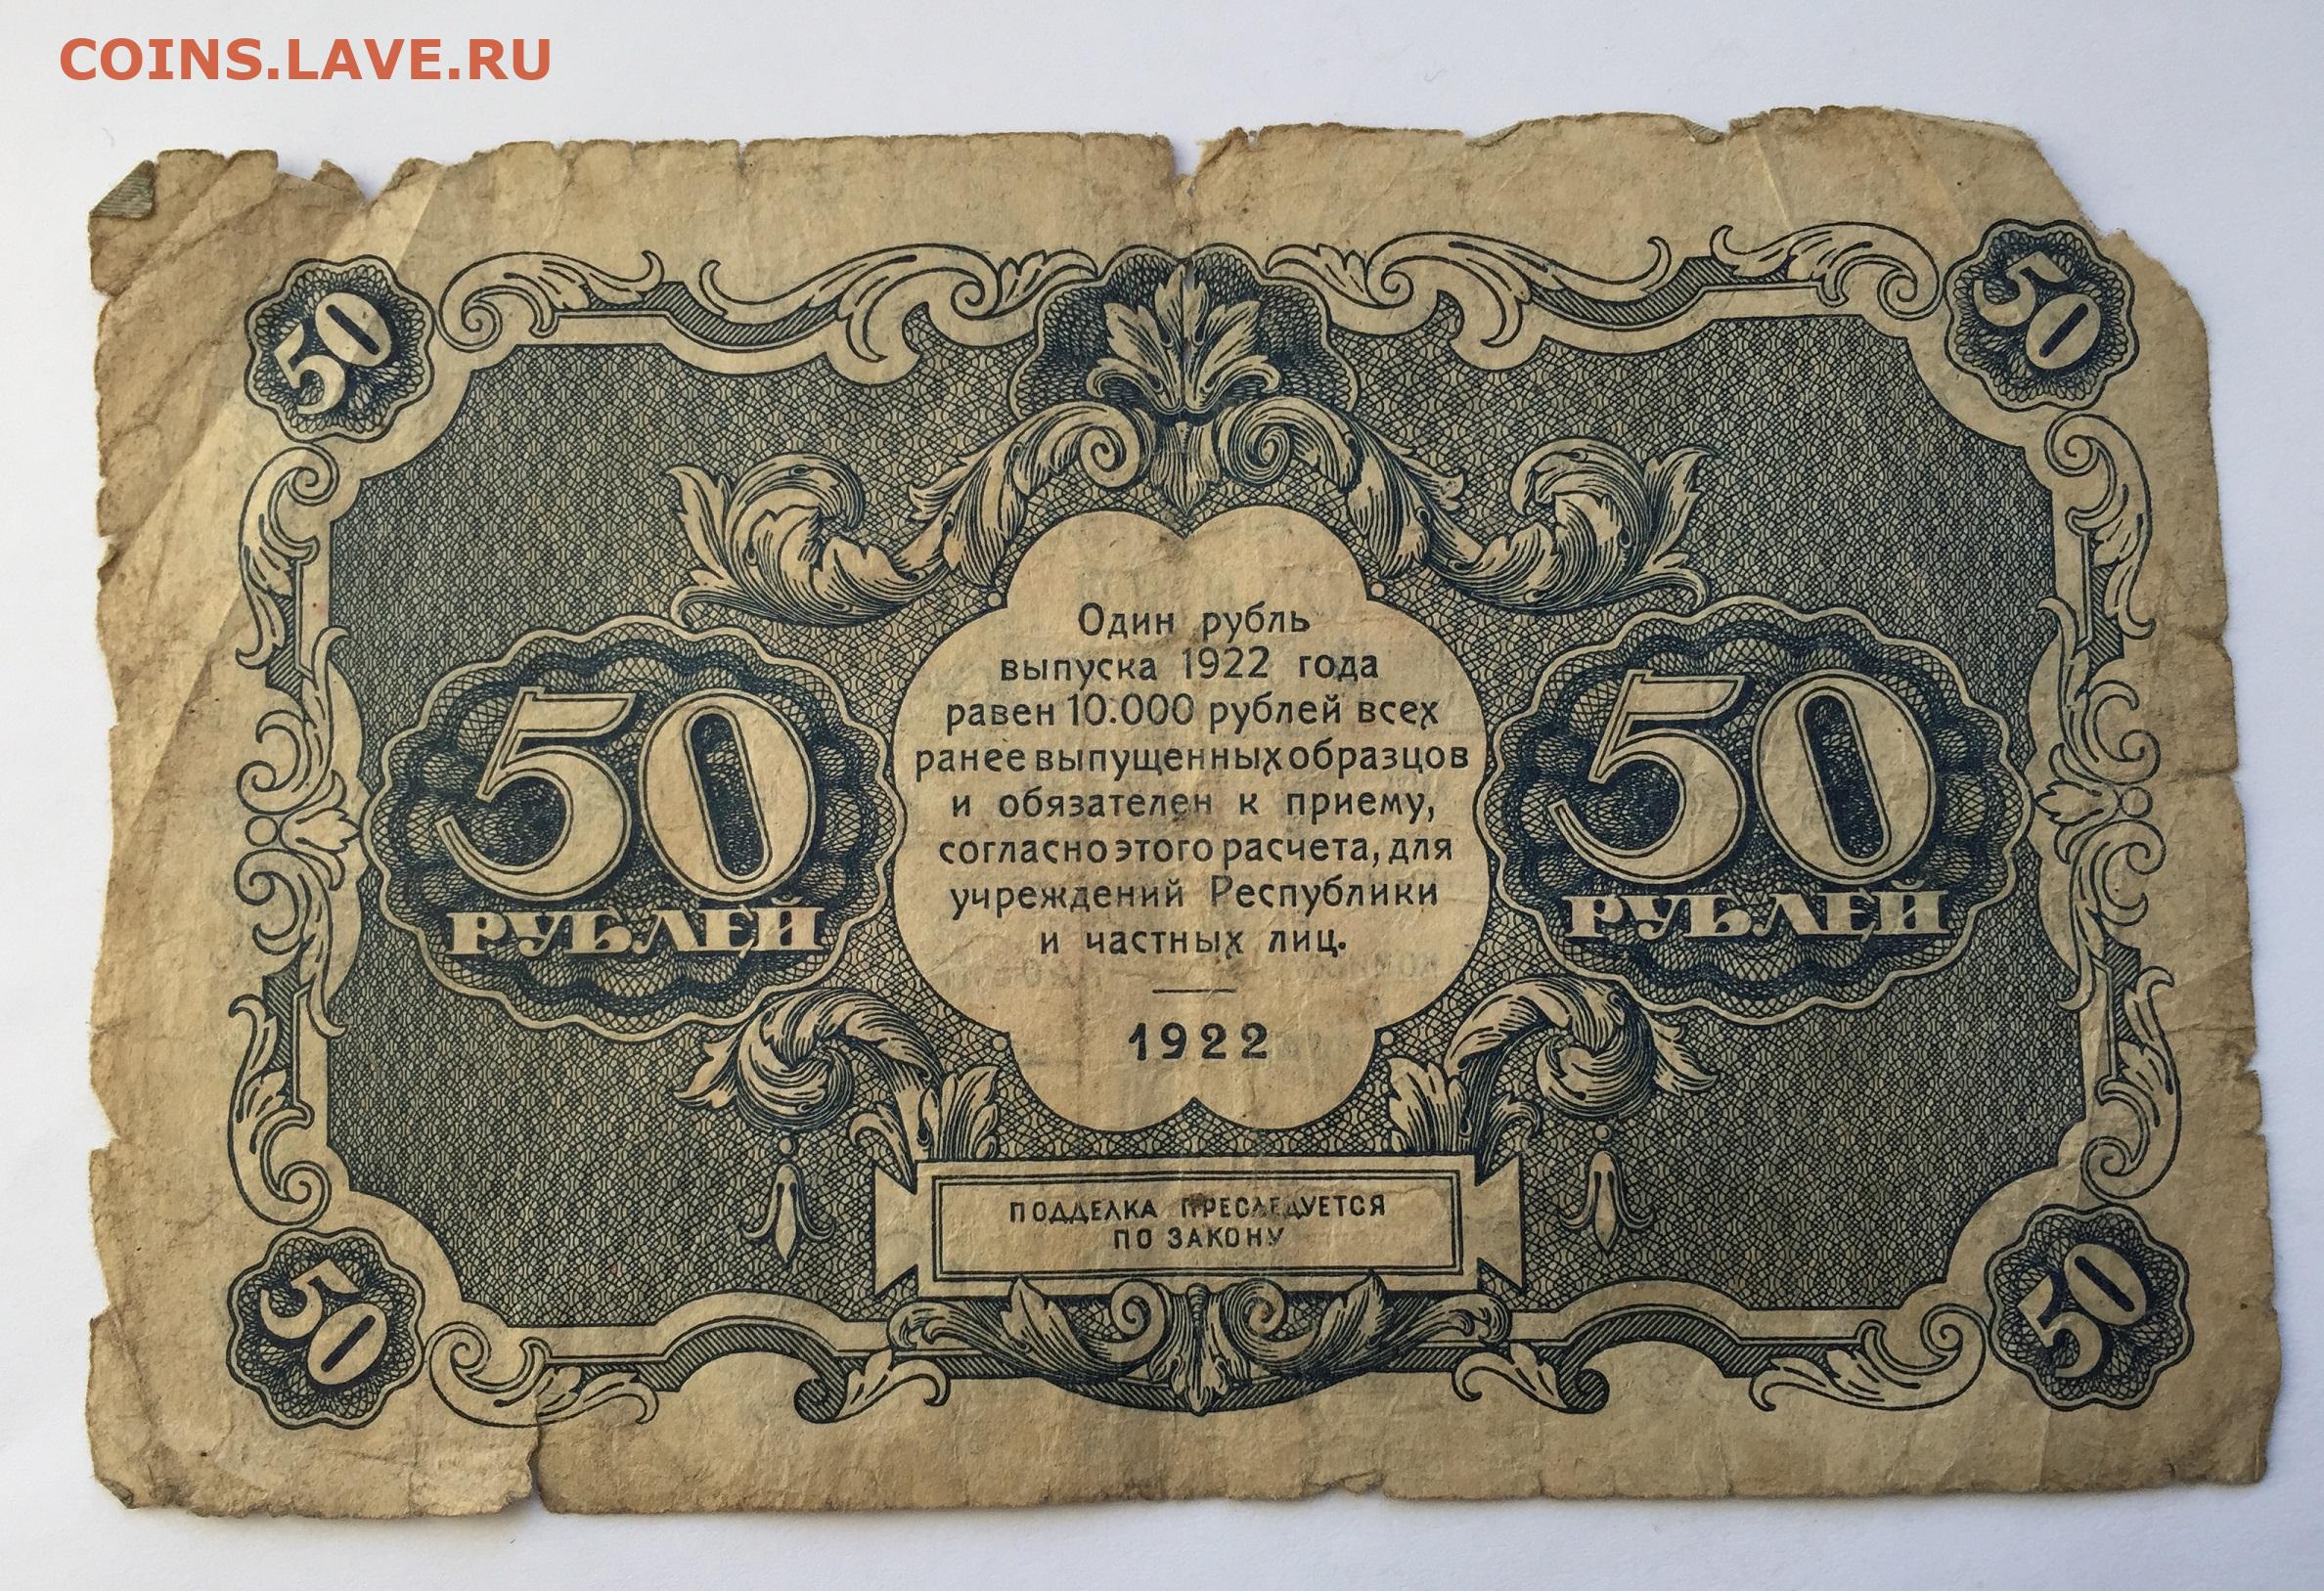 COINS.LAVE.RU
50
50
Один рубль
выпуска 1922 года
равен 10.000 рублей всех
ранее выпущенных образцов
и обязателен к приему,
согласно этого расчета, для
учреждений Республики
и частных лиц.
1922
50
РУБЛЕЙ
50
РУБЛЕЙ
ПОДДЕЛКА ПРЕСЛЕДУЕТСЯ
ПО ЗАКОНУ
50
50